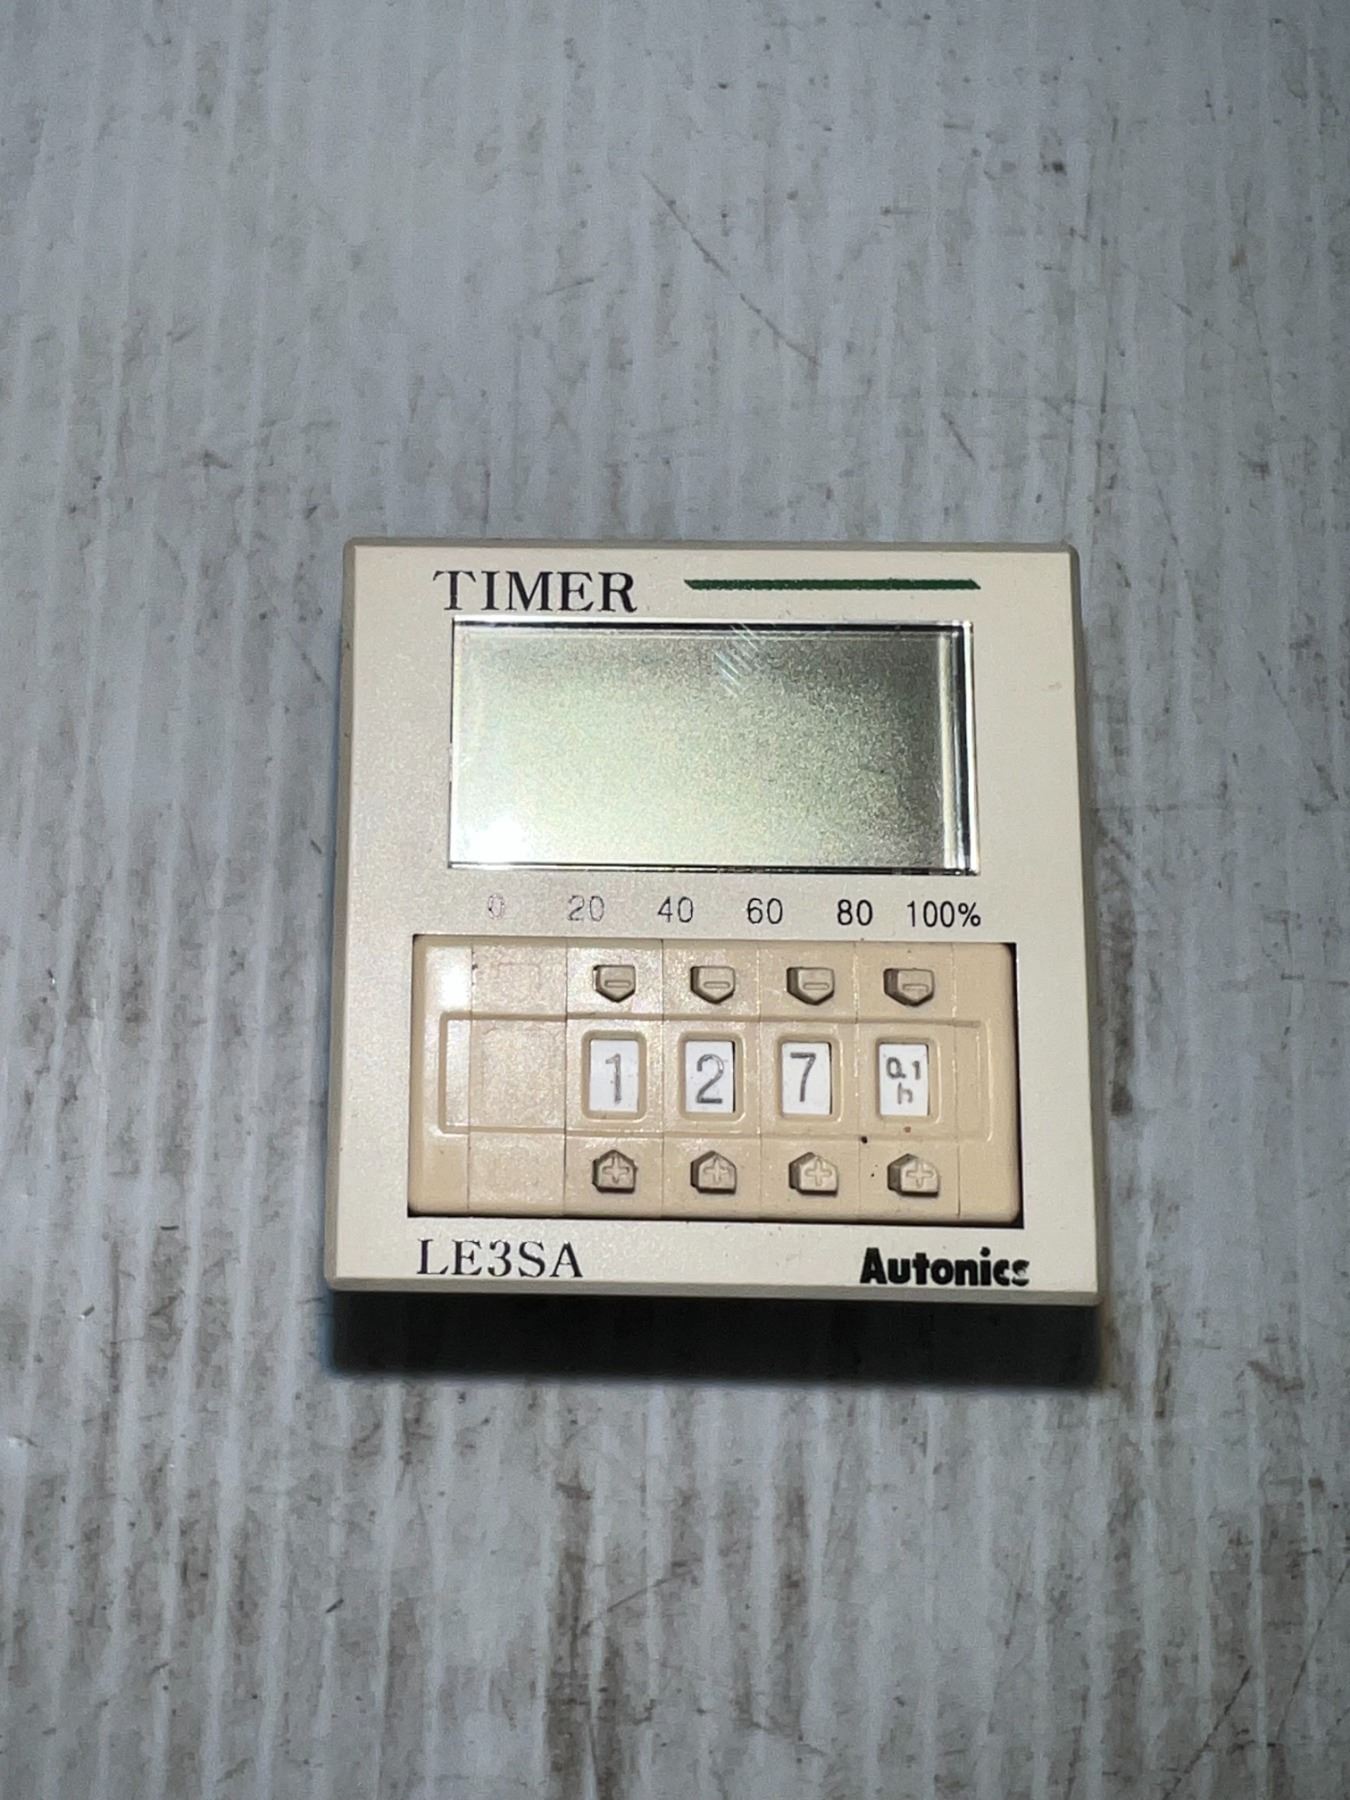 TIMER
0 20 40 60 80 100%
- - - -
1 2 7 0.1 h
+ + + +
LE3SA Autonics